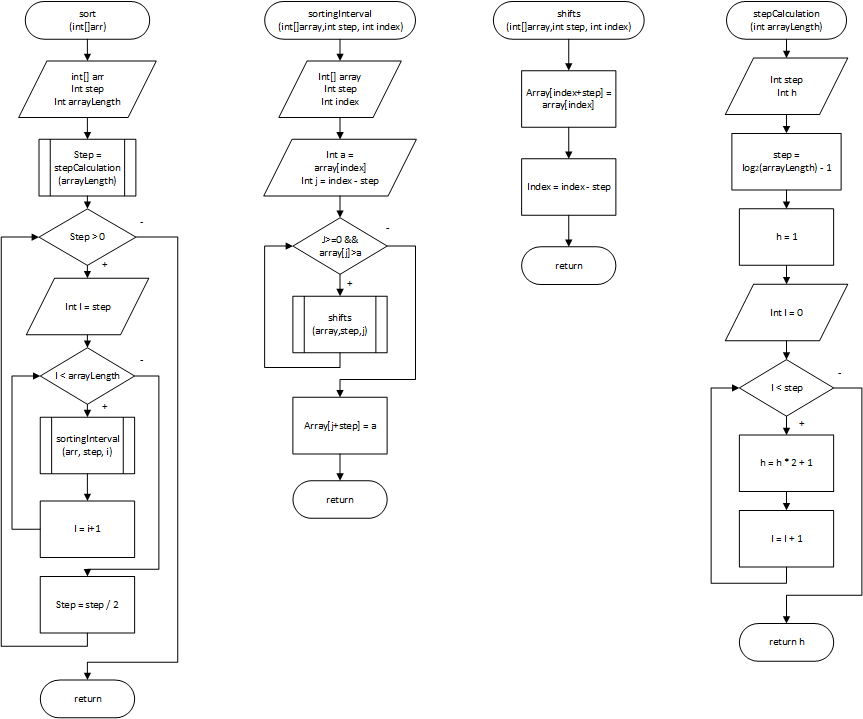 sort
(int[]arr)
int[] arr
Int step
Int arrayLength
Step =
stepCalculation
(arrayLength)
Step > 0
-
+
Int I = step
I < arrayLength
-
+
sortingInterval
(arr, step, i)
I = i+1
Step = step / 2
return
sortingInterval
(int[]array,int step, int index)
Int[] array
Int step
Int index
Int a =
array[index]
Int j = index - step
J>=0 &&
array[j]>a
-
+
shifts
(array,step,j)
Array[j+step] = a
return
shifts
(int[]array,int step, int index)
Array[index+step] =
array[index]
Index = index - step
return
stepCalculation
(int arrayLength)
Int step
Int h
step =
log2(arrayLength) - 1
h = 1
Int I = 0
I < step
-
+
h = h * 2 + 1
I = I + 1
return h